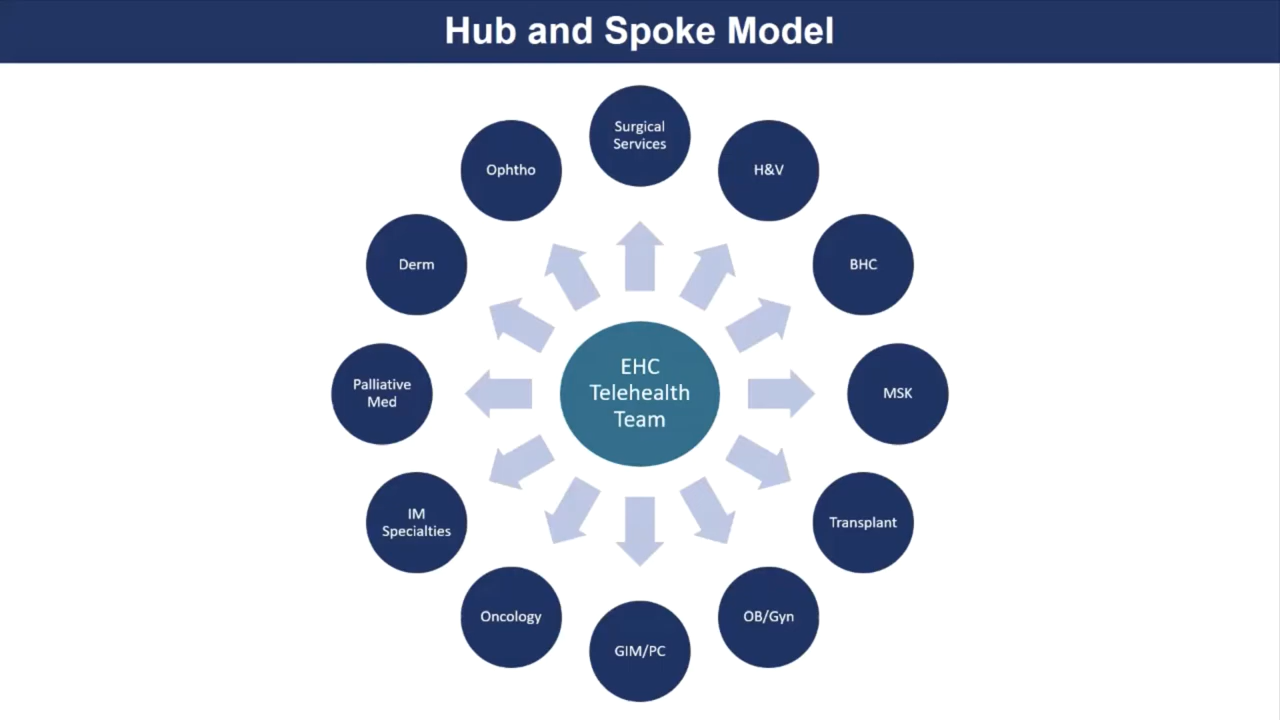 Hub and Spoke Model
Surgical
Services
H&V
BHC
MSK
Transplant
OB/Gyn
GIM/PC
Oncology
IM
Specialties
Palliative
Med
Derm
Ophtho
EHC
Telehealth
Team